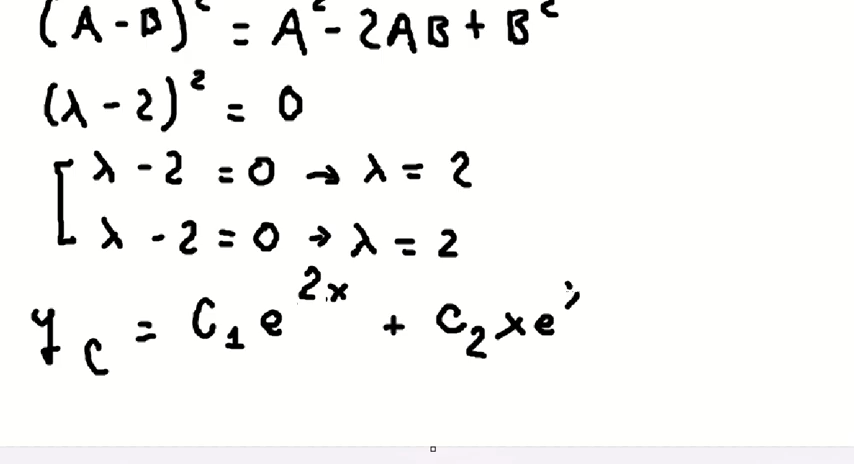 (A - B)² = A² - 2AB + B²
(λ - 2)² = 0
[ λ - 2 = 0 → λ = 2
λ - 2 = 0 → λ = 2
y_c = C₁e^{2x} + C₂xe